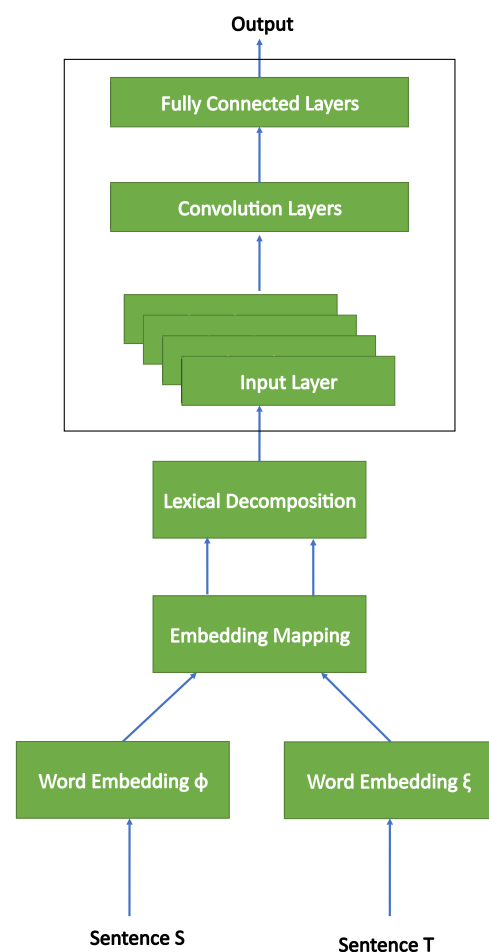 Output
Fully Connected Layers
Convolution Layers
Input Layer
Lexical Decomposition
Embedding Mapping
Word Embedding ϕ
Word Embedding ξ
Sentence S
Sentence T